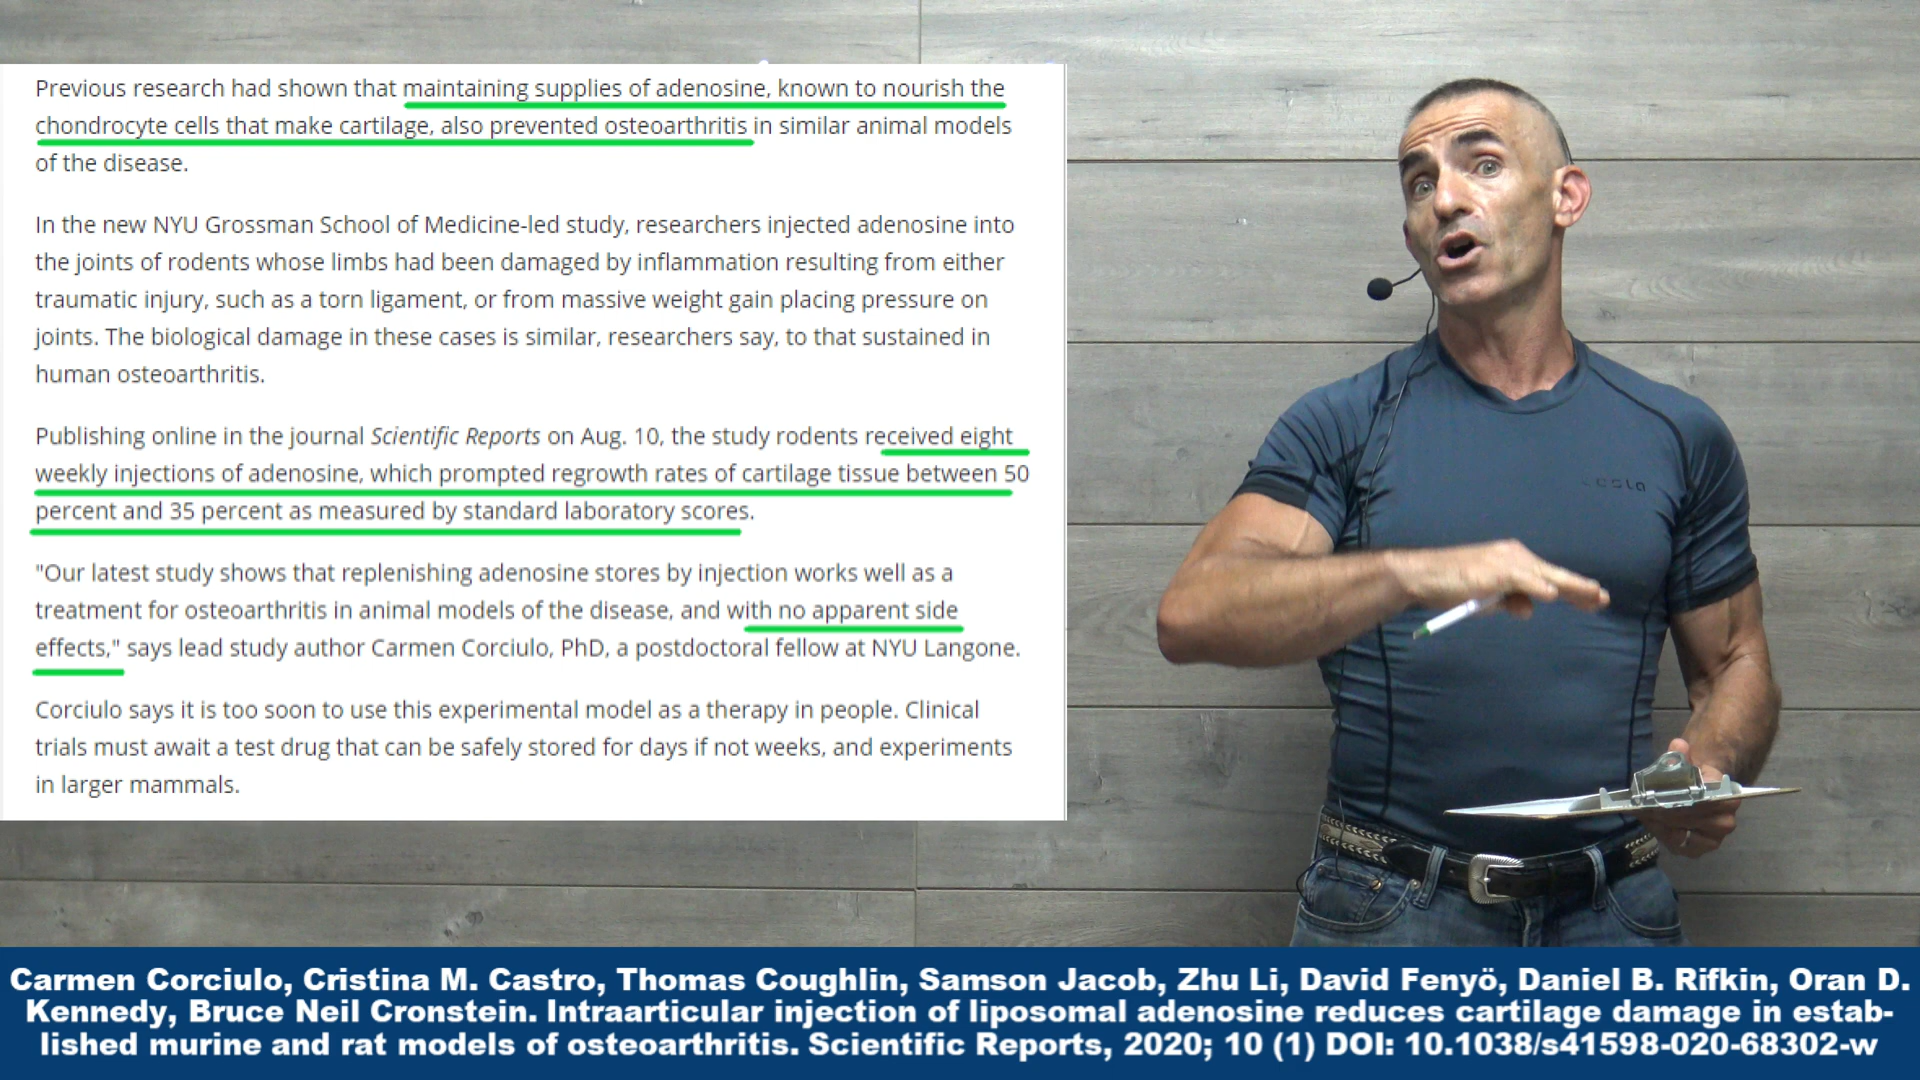 Previous research had shown that maintaining supplies of adenosine, known to nourish the
chondrocyte cells that make cartilage, also prevented osteoarthritis in similar animal models
of the disease.
In the new NYU Grossman School of Medicine-led study, researchers injected adenosine into
the joints of rodents whose limbs had been damaged by inflammation resulting from either
traumatic injury, such as a torn ligament, or from massive weight gain placing pressure on
joints. The biological damage in these cases is similar, researchers say, to that sustained in
human osteoarthritis.
Publishing online in the journal Scientific Reports on Aug. 10, the study rodents received eight
weekly injections of adenosine, which prompted regrowth rates of cartilage tissue between 50
percent and 35 percent as measured by standard laboratory scores.
"Our latest study shows that replenishing adenosine stores by injection works well as a
treatment for osteoarthritis in animal models of the disease, and with no apparent side
effects," says lead study author Carmen Corciulo, PhD, a postdoctoral fellow at NYU Langone.
Corciulo says it is too soon to use this experimental model as a therapy in people. Clinical
trials must await a test drug that can be safely stored for days if not weeks, and experiments
in larger mammals.
Carmen Corciulo, Cristina M. Castro, Thomas Coughlin, Samson Jacob, Zhu Li, David Fenyö, Daniel B. Rifkin, Oran D.
Kennedy, Bruce Neil Cronstein. Intraarticular injection of liposomal adenosine reduces cartilage damage in estab-
lished murine and rat models of osteoarthritis. Scientific Reports, 2020; 10 (1) DOI: 10.1038/s41598-020-68302-w